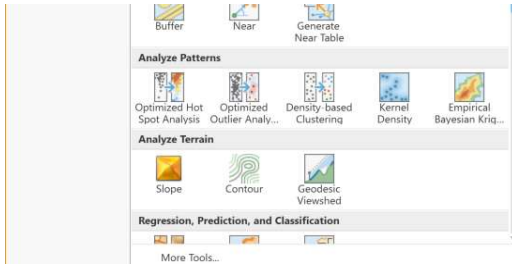 Buffer
Near
Generate
Near Table
Analyze Patterns
Optimized Hot
Spot Analysis
Optimized
Outlier Analy...
Density-based
Clustering
Kernel
Density
Empirical
Bayesian Krig...
Analyze Terrain
Slope
Contour
Geodesic
Viewshed
Regression, Prediction, and Classification
More Tools...